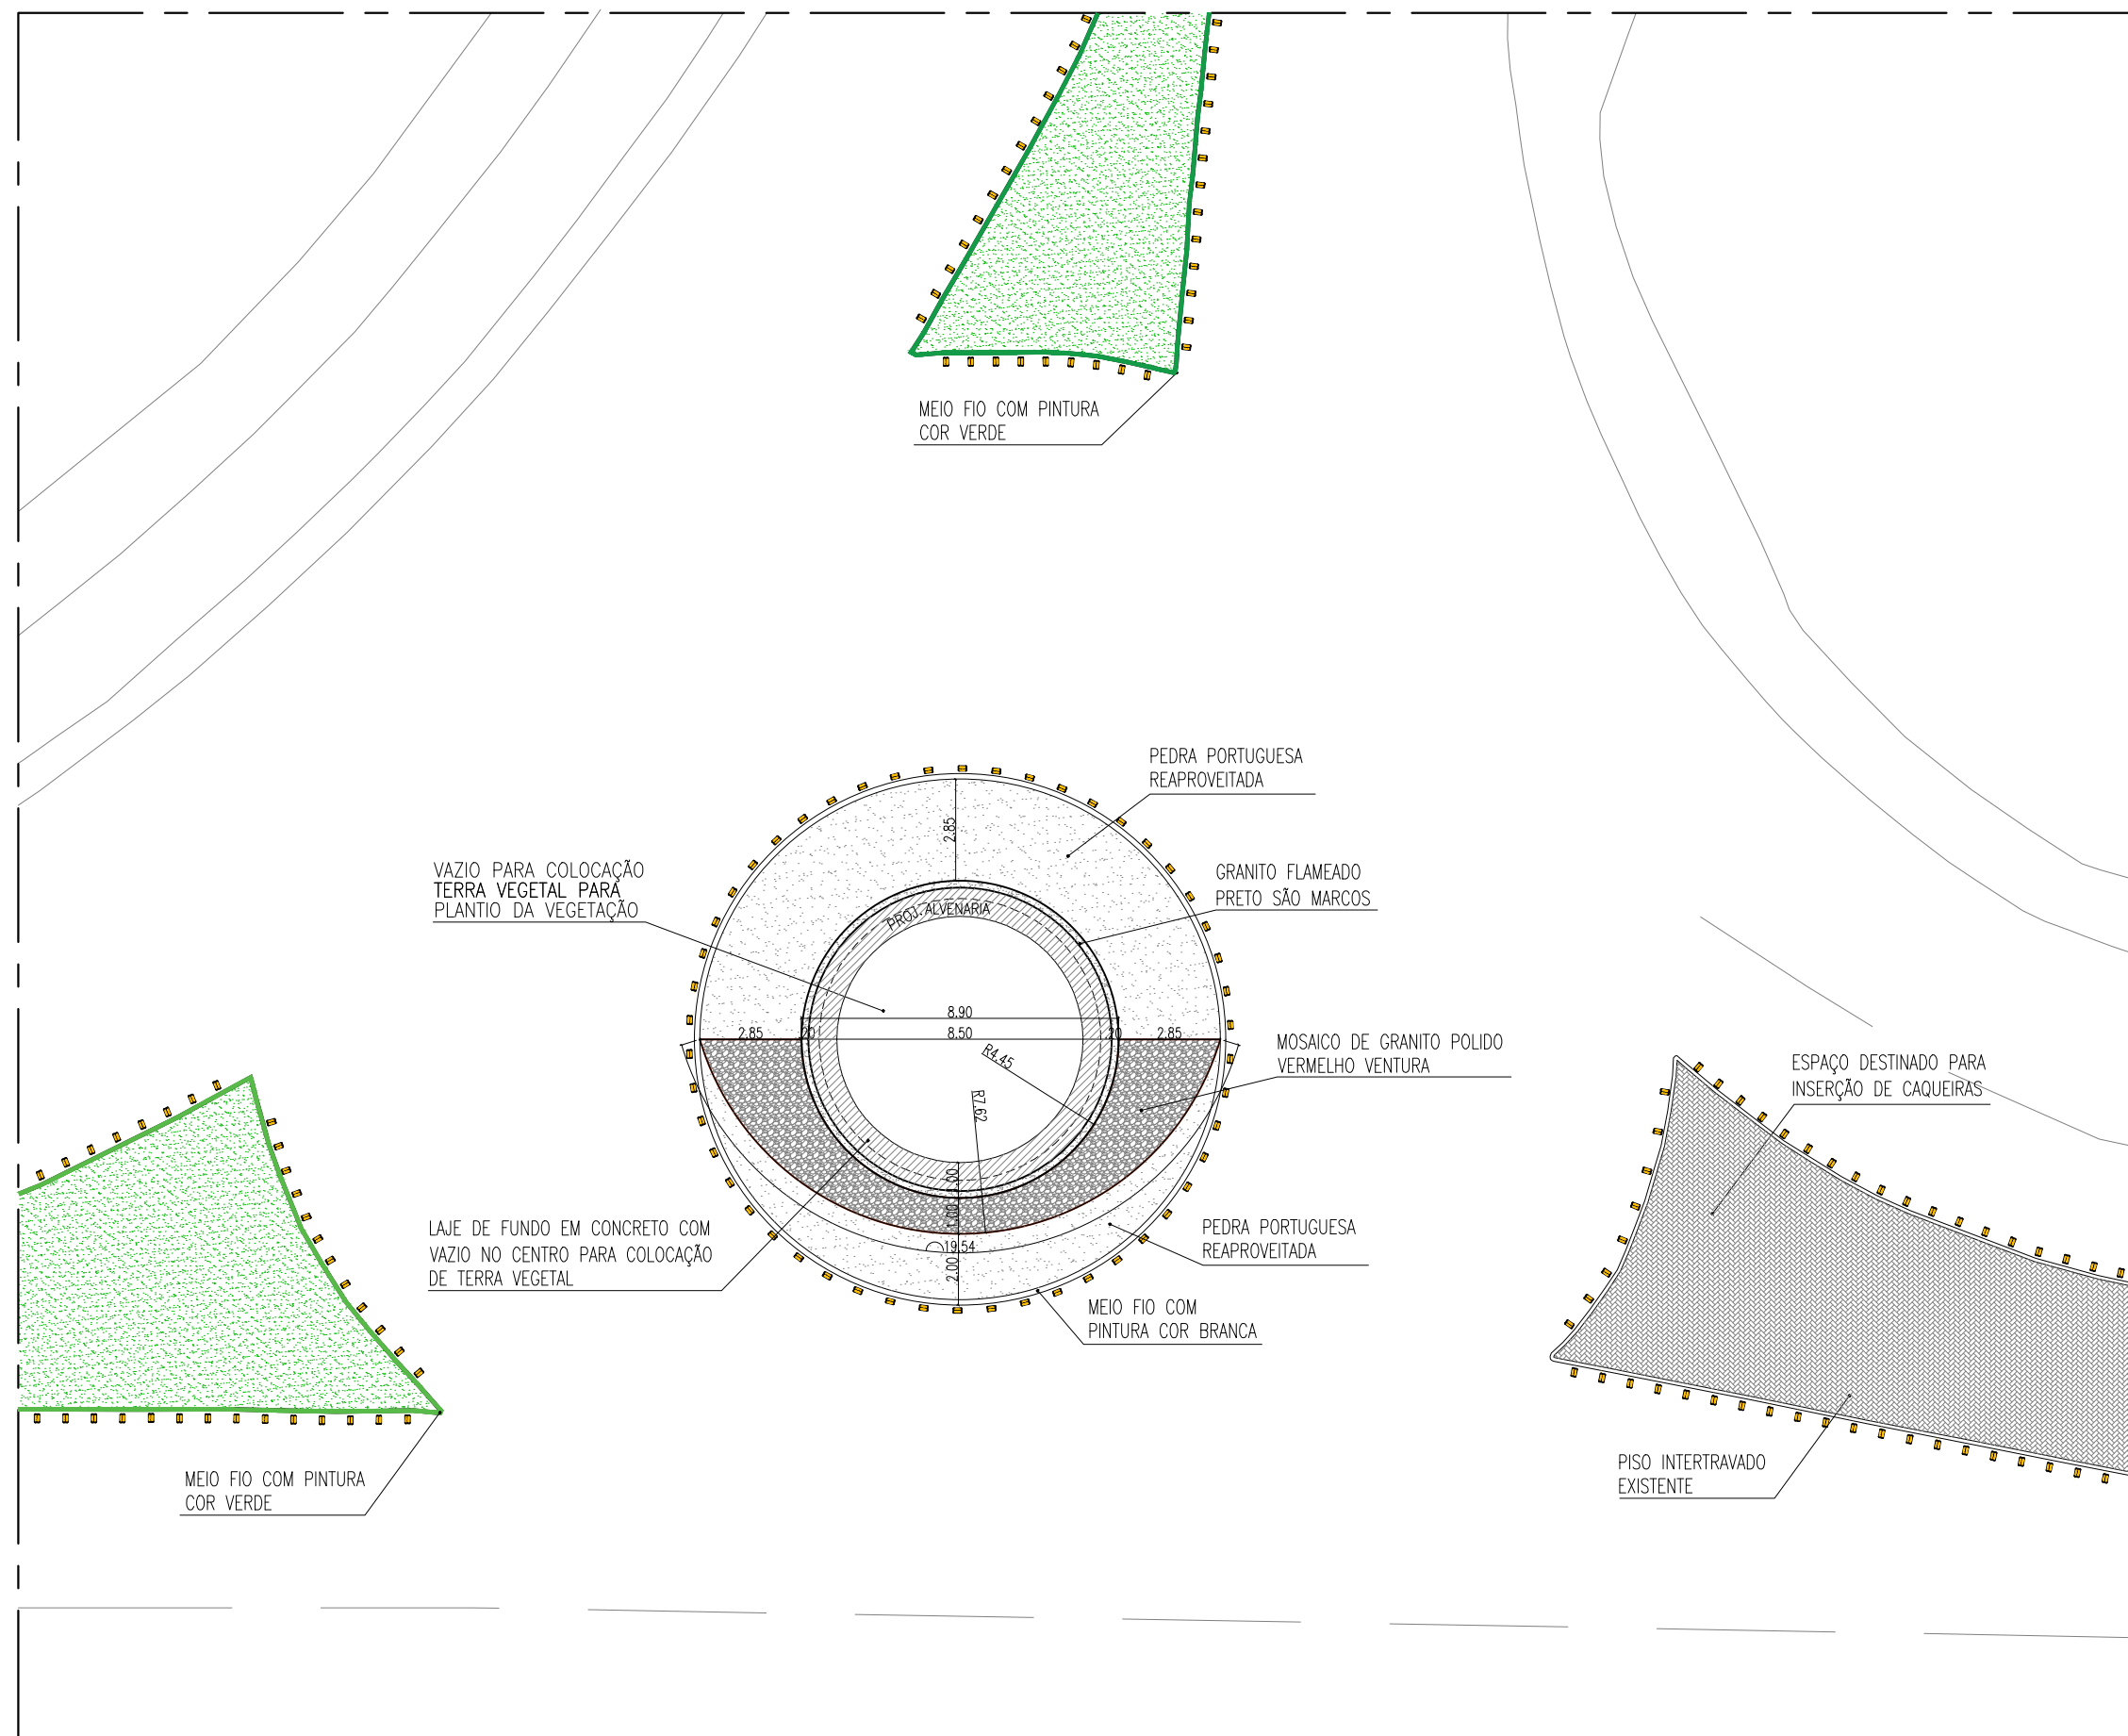 MEIO FIO COM PINTURA
COR VERDE
PEDRA PORTUGUESA
REAPROVEITADA
2.85
VAZIO PARA COLOCAÇÃO
TERRA VEGETAL PARA
PLANTIO DA VEGETAÇÃO
GRANITO FLAMEADO
PRETO SÃO MARCOS
PROJ. ALVENARIA
8.90
2.85
.20
8.50
.20
2.85
R4.45
MOSAICO DE GRANITO POLIDO
VERMELHO VENTURA
R7.62
ESPAÇO DESTINADO PARA
INSERÇÃO DE CAQUEIRAS
1.00
1.00
LAJE DE FUNDO EM CONCRETO COM
VAZIO NO CENTRO PARA COLOCAÇÃO
DE TERRA VEGETAL
PEDRA PORTUGUESA
REAPROVEITADA
19.54
2.00
MEIO FIO COM
PINTURA COR BRANCA
MEIO FIO COM PINTURA
COR VERDE
PISO INTERTRAVADO
EXISTENTE